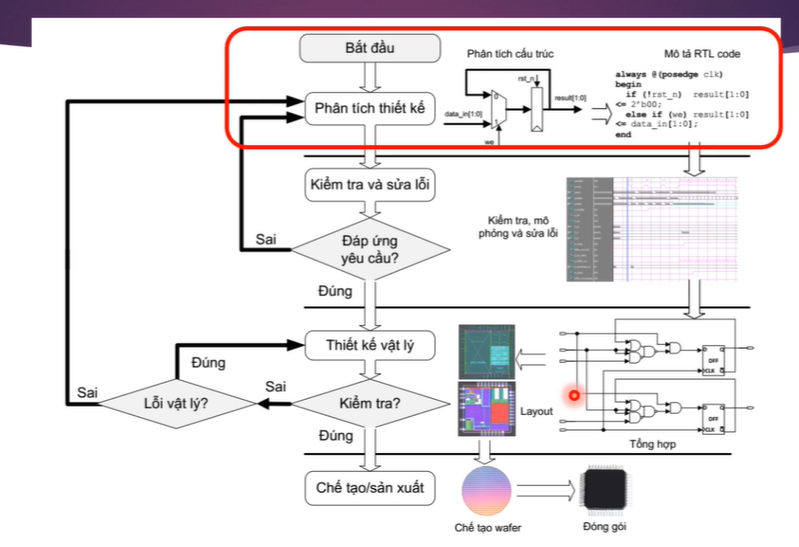 Bắt đầu
Phân tích cấu trúc
Mô tả RTL code
Phân tích thiết kế
rst_n
0
result[1:0]
data_in[1:0]
1
we
always @(posedge clk)
begin
if (!rst_n) result[1:0]
<= 2'b00;
else if (we) result[1:0]
<= data_in[1:0];
end
Kiểm tra và sửa lỗi
Kiểm tra, mô
phỏng và sửa lỗi
Sai
Đáp ứng
yêu cầu?
Đúng
Thiết kế vật lý
Đúng
DFF
CLK
Sai
Lỗi vật lý?
Sai
Kiểm tra?
Layout
DFF
CLK
Đúng
Tổng hợp
Chế tạo/sản xuất
Chế tạo wafer
Đóng gói